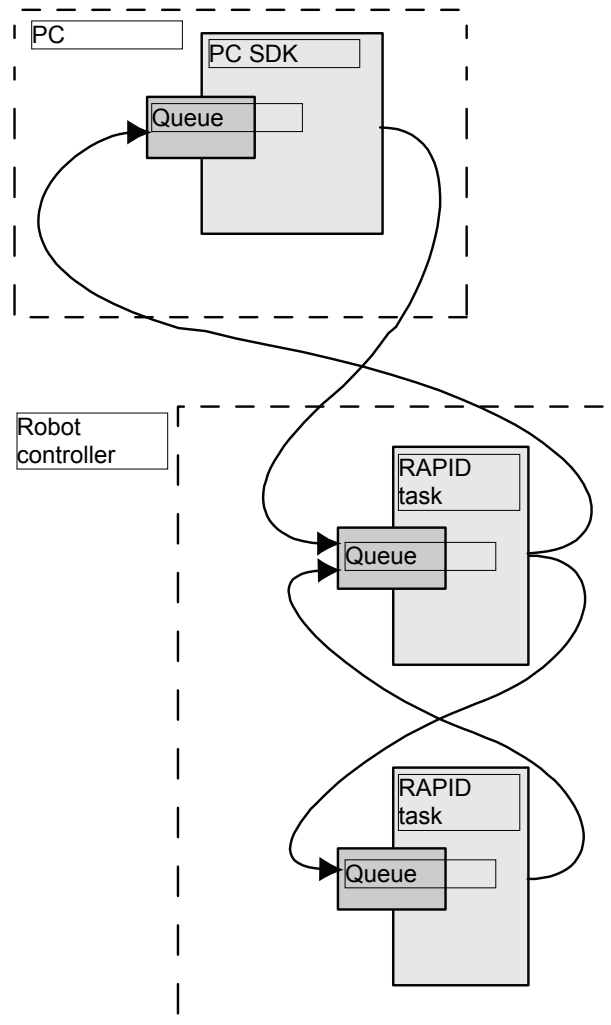 PC
PC SDK
Queue
Robot
controller
RAPID
task
Queue
RAPID
task
Queue